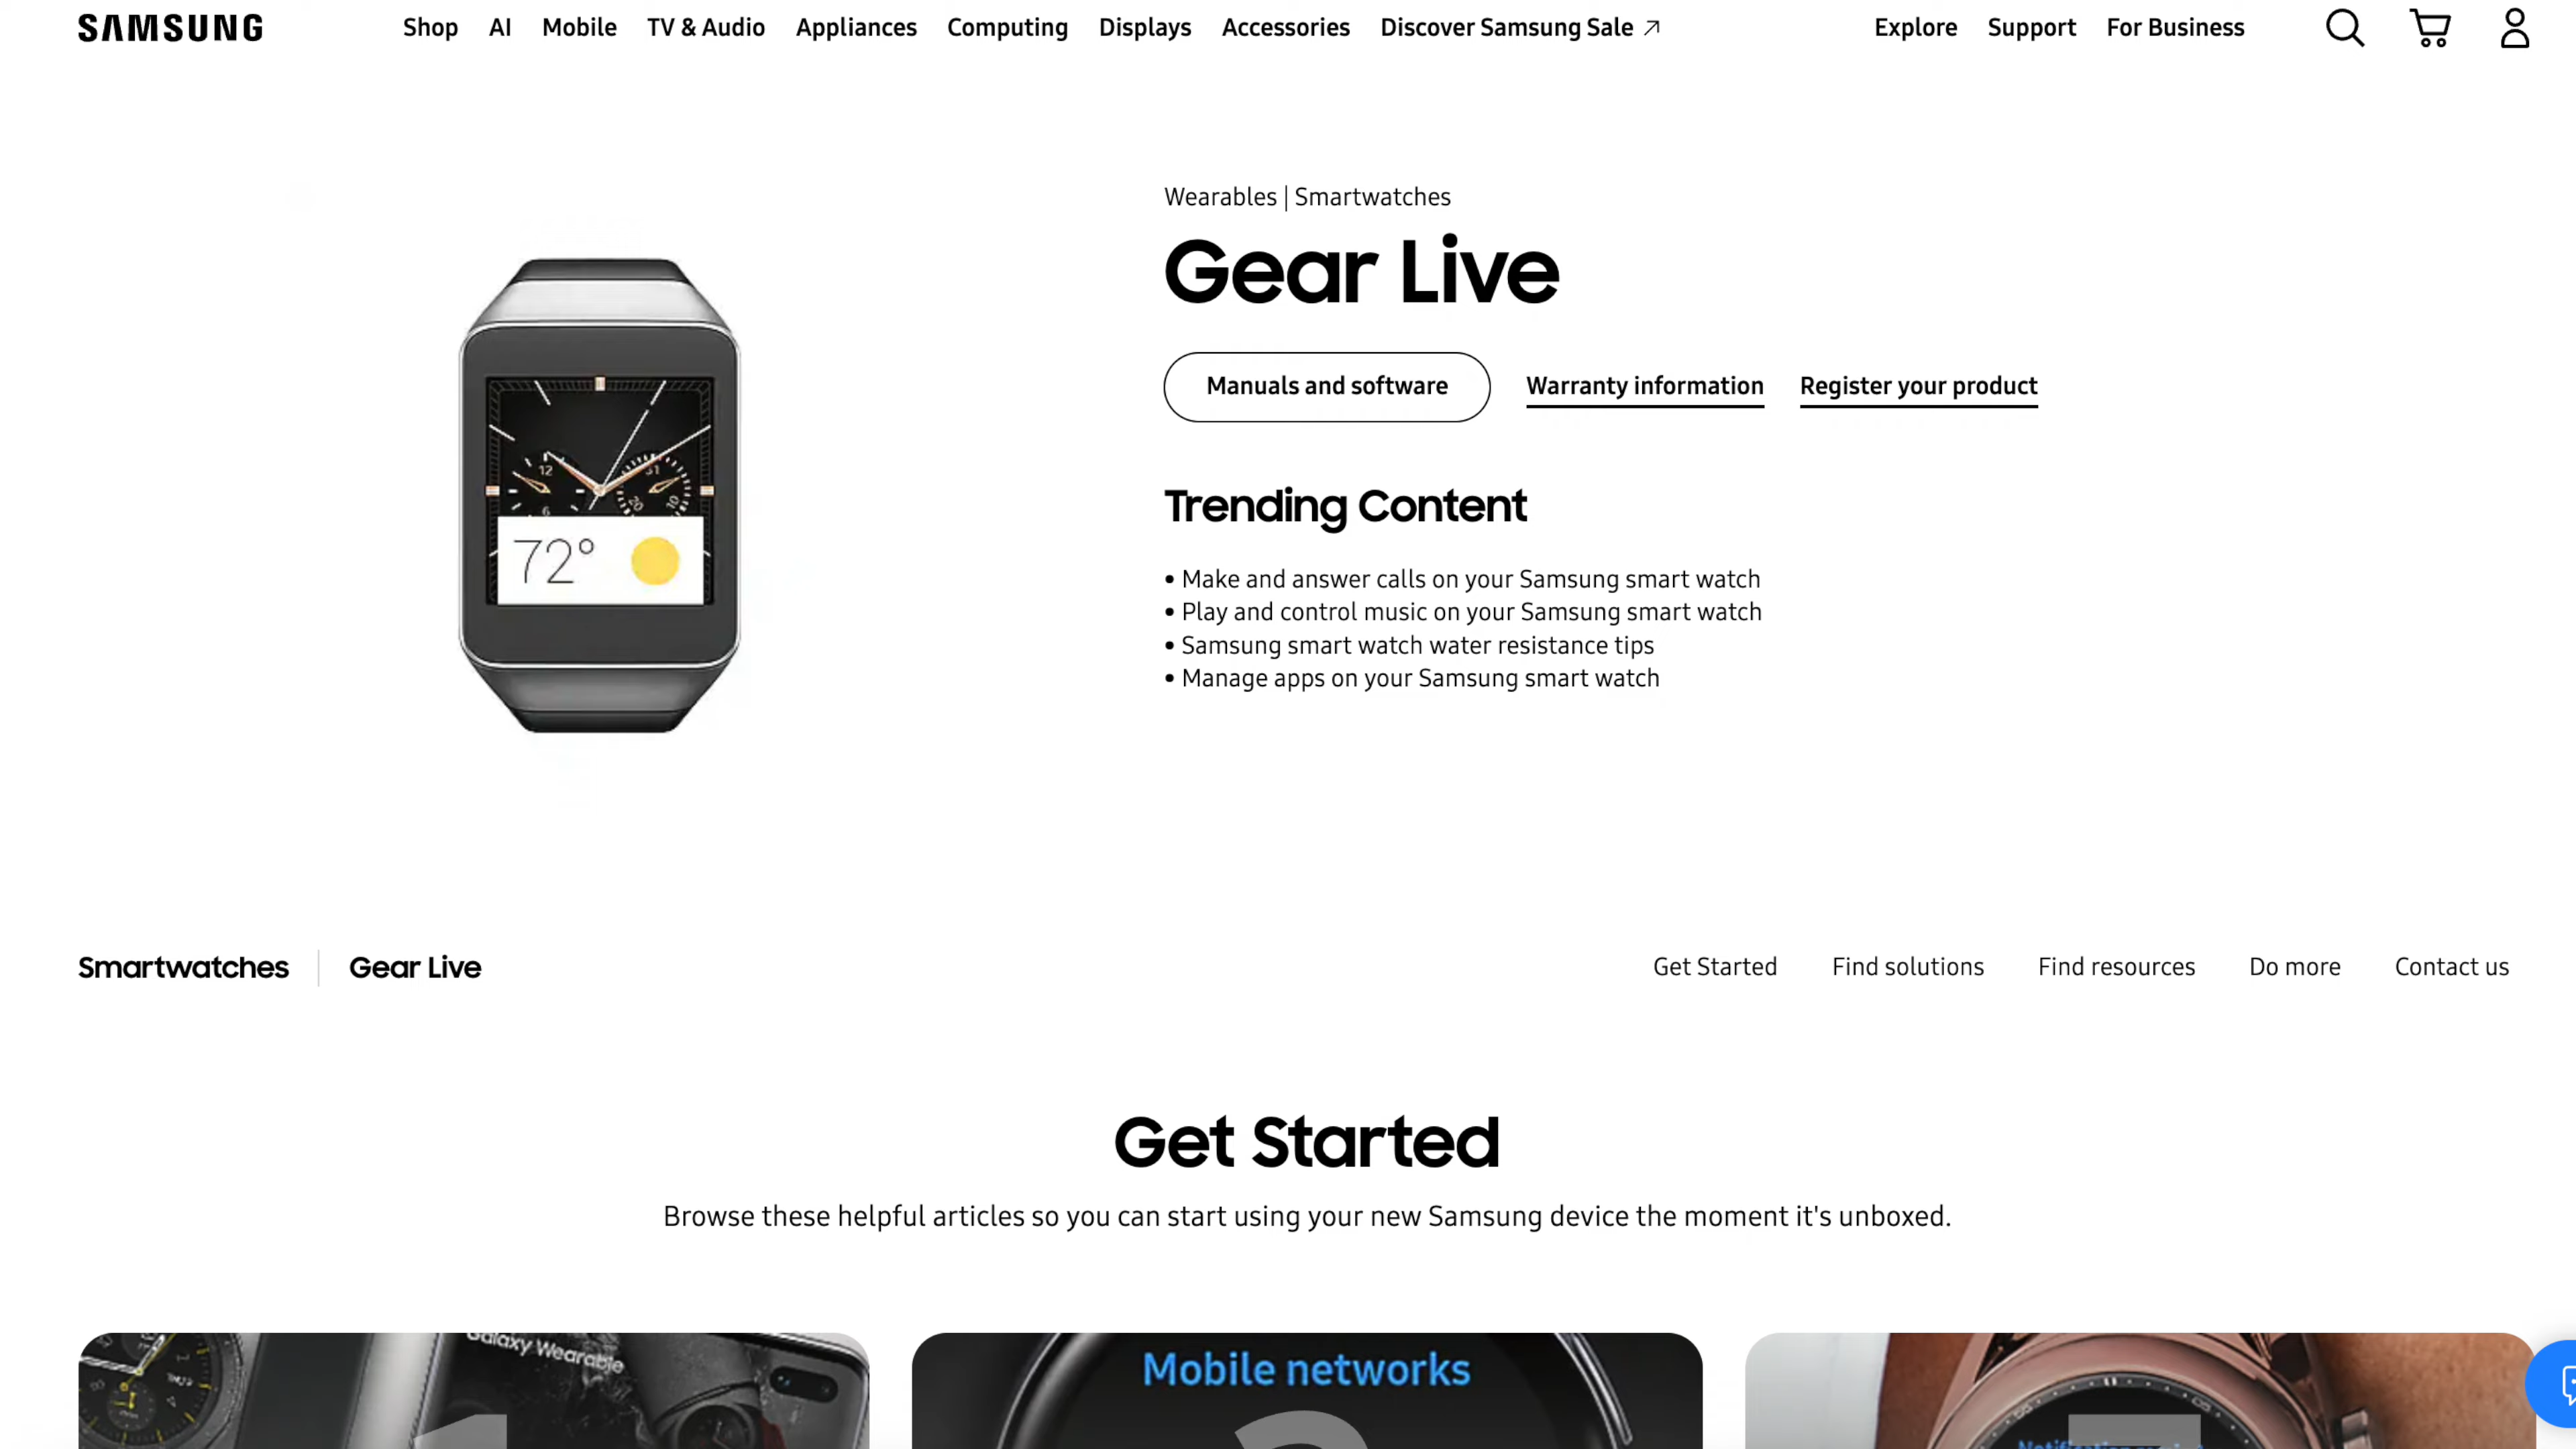 SAMSUNG
Shop AI Mobile TV & Audio Appliances Computing Displays Accessories Discover Samsung Sale Explore Support For Business
Wearables | Smartwatches
Gear Live
Manuals and software Warranty information Register your product
Trending Content
• Make and answer calls on your Samsung smart watch
• Play and control music on your Samsung smart watch
• Samsung smart watch water resistance tips
• Manage apps on your Samsung smart watch
12 31
6 20 10
72°
Smartwatches Gear Live Get Started Find solutions Find resources Do more Contact us
Get Started
Browse these helpful articles so you can start using your new Samsung device the moment it's unboxed.
Galaxy Wearable
Mobile networks